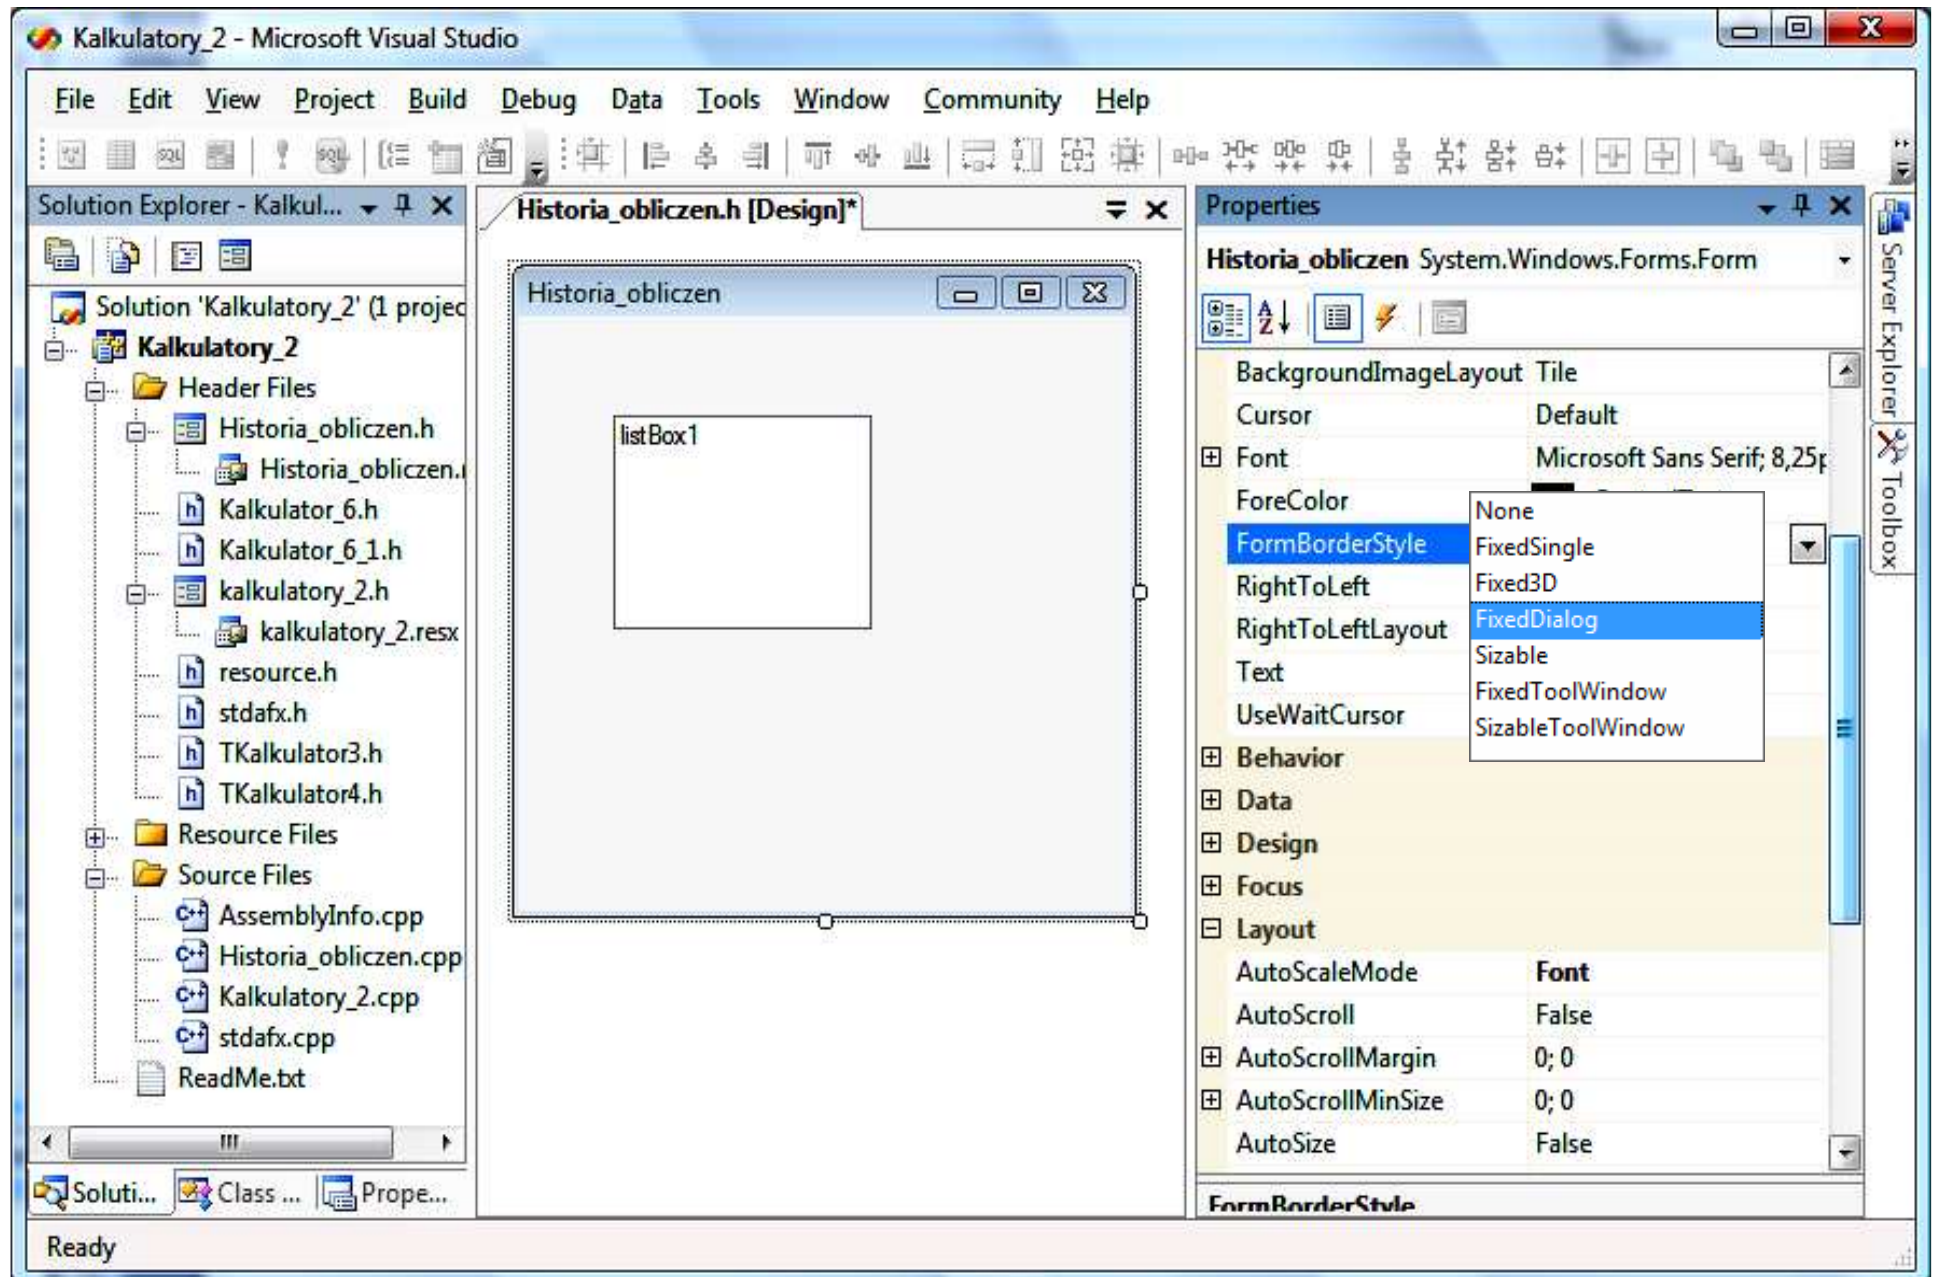 Kalkulatory_2 - Microsoft Visual Studio
File Edit View Project Build Debug Data Tools Window Community Help
Solution Explorer - Kalkul...
Solution 'Kalkulatory_2' (1 projec
Kalkulatory_2
Header Files
Historia_obliczen.h
Historia_obliczen.r
Kalkulator_6.h
Kalkulator_6_1.h
kalkulatory_2.h
kalkulatory_2.resx
resource.h
stdafx.h
TKalkulator3.h
TKalkulator4.h
Resource Files
Source Files
AssemblyInfo.cpp
Historia_obliczen.cpp
Kalkulatory_2.cpp
stdafx.cpp
ReadMe.txt
Soluti... Class ... Prope...
Historia_obliczen.h [Design]*
Historia_obliczen
listBox1
Properties
Historia_obliczen System.Windows.Forms.Form
BackgroundImageLayout Tile
Cursor Default
Font Microsoft Sans Serif; 8,25p
ForeColor
FormBorderStyle
RightToLeft
RightToLeftLayout
Text
UseWaitCursor
None
FixedSingle
Fixed3D
FixedDialog
Sizable
FixedToolWindow
SizableToolWindow
Behavior
Data
Design
Focus
Layout
AutoScaleMode Font
AutoScroll False
AutoScrollMargin 0; 0
AutoScrollMinSize 0; 0
AutoSize False
FormBorderStyle
Server Explorer
Toolbox
Ready